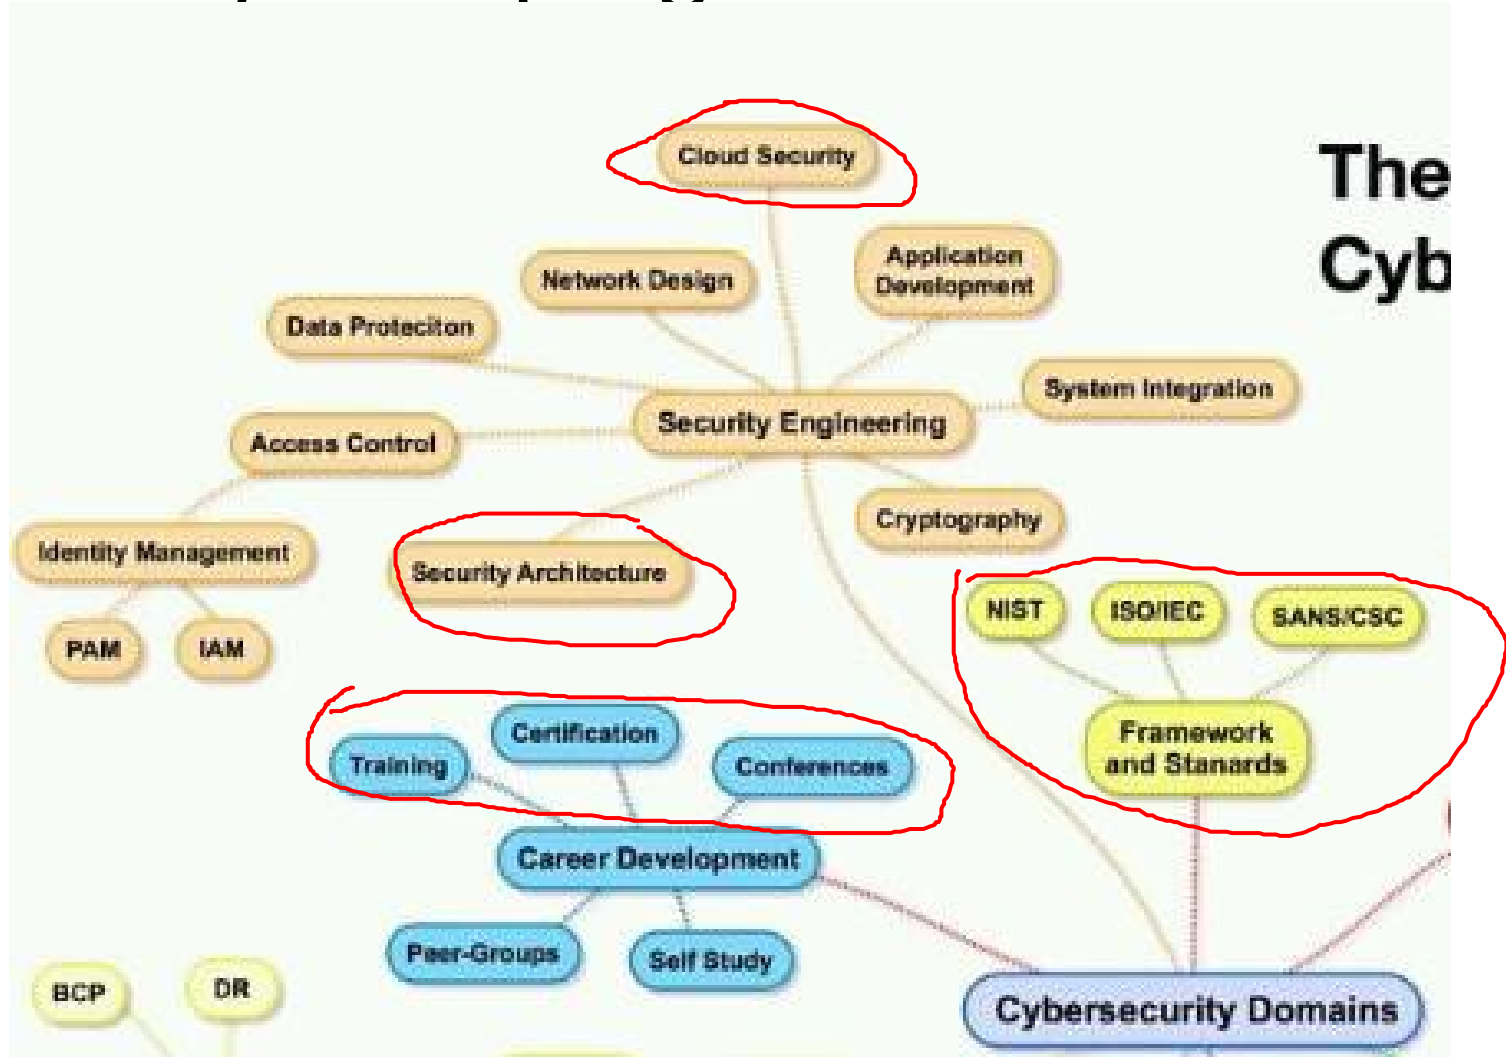 The
Cyb
Cloud Security
Network Design
Application
Development
Data Proteciton
System Integration
Security Engineering
Access Control
Cryptography
Identity Management
Security Architecture
PAM
IAM
NIST
ISO/IEC
SANS/CSC
Framework
and Stanards
Training
Certification
Conferences
Career Development
Peer-Groups
Self Study
BCP
DR
Cybersecurity Domains